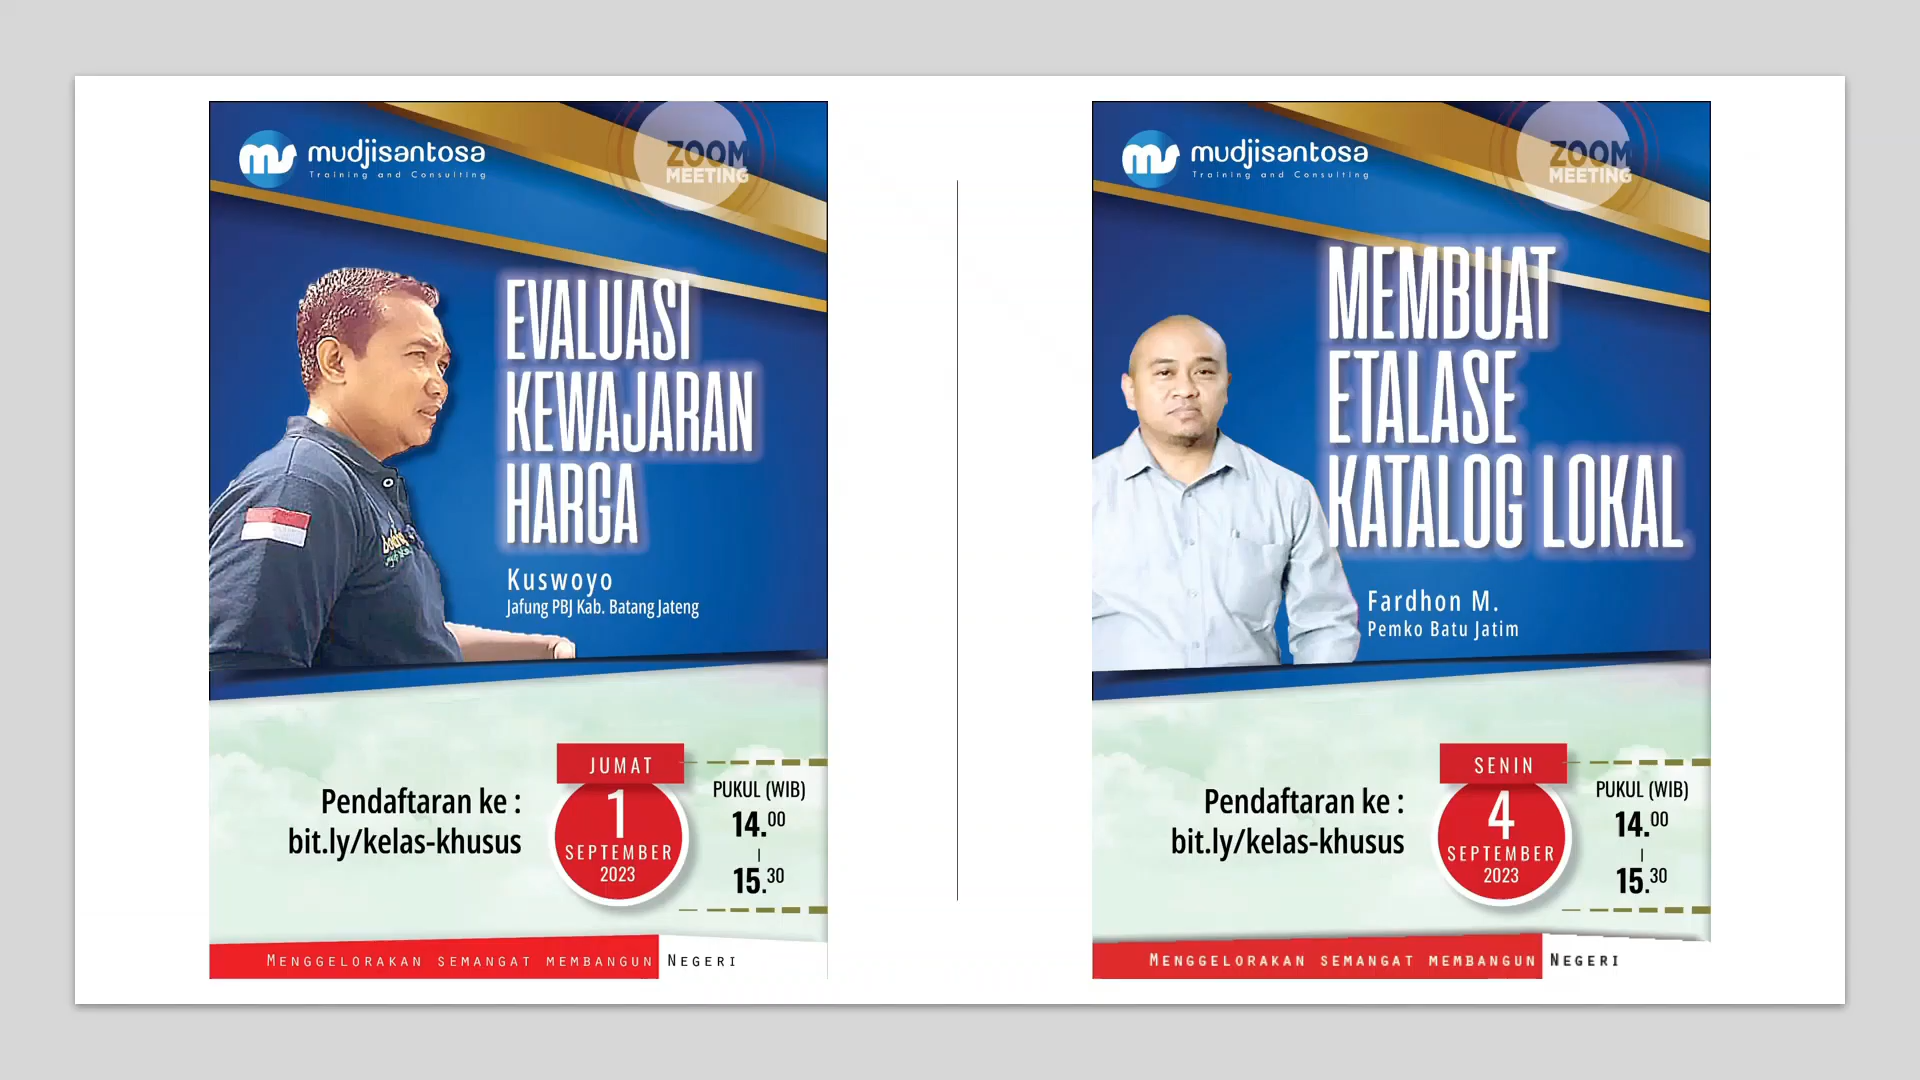 ms mudjisantosa
Training and Consulting
ZOOM
MEETING
EVALUASI
KEWAJARAN
HARGA
Kuswoyo
Jafung PBJ Kab. Batang Jateng
Pendaftaran ke :
bit.ly/kelas-khusus
JUMAT
1
SEPTEMBER
2023
PUKUL (WIB)
14.00
15.30
MENGGELORAKAN SEMANGAT MEMBANGUN NEGERI
ms mudjisantosa
Training and Consulting
ZOOM
MEETING
MEMBUAT
ETALASE
KATALOG LOKAL
Fardhon M.
Pemko Batu Jatim
Pendaftaran ke :
bit.ly/kelas-khusus
SENIN
4
SEPTEMBER
2023
PUKUL (WIB)
14.00
15.30
MENGGELORAKAN SEMANGAT MEMBANGUN NEGERI